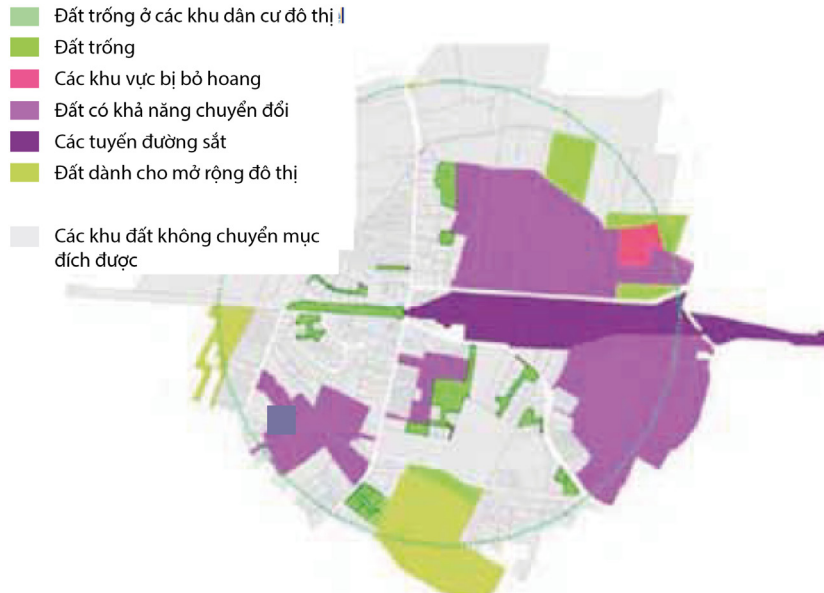 Đất trống ở các khu dân cư đô thị
Đất trống
Các khu vực bị bỏ hoang
Đất có khả năng chuyển đổi
Các tuyến đường sắt
Đất dành cho mở rộng đô thị
Các khu đất không chuyển mục
đích được